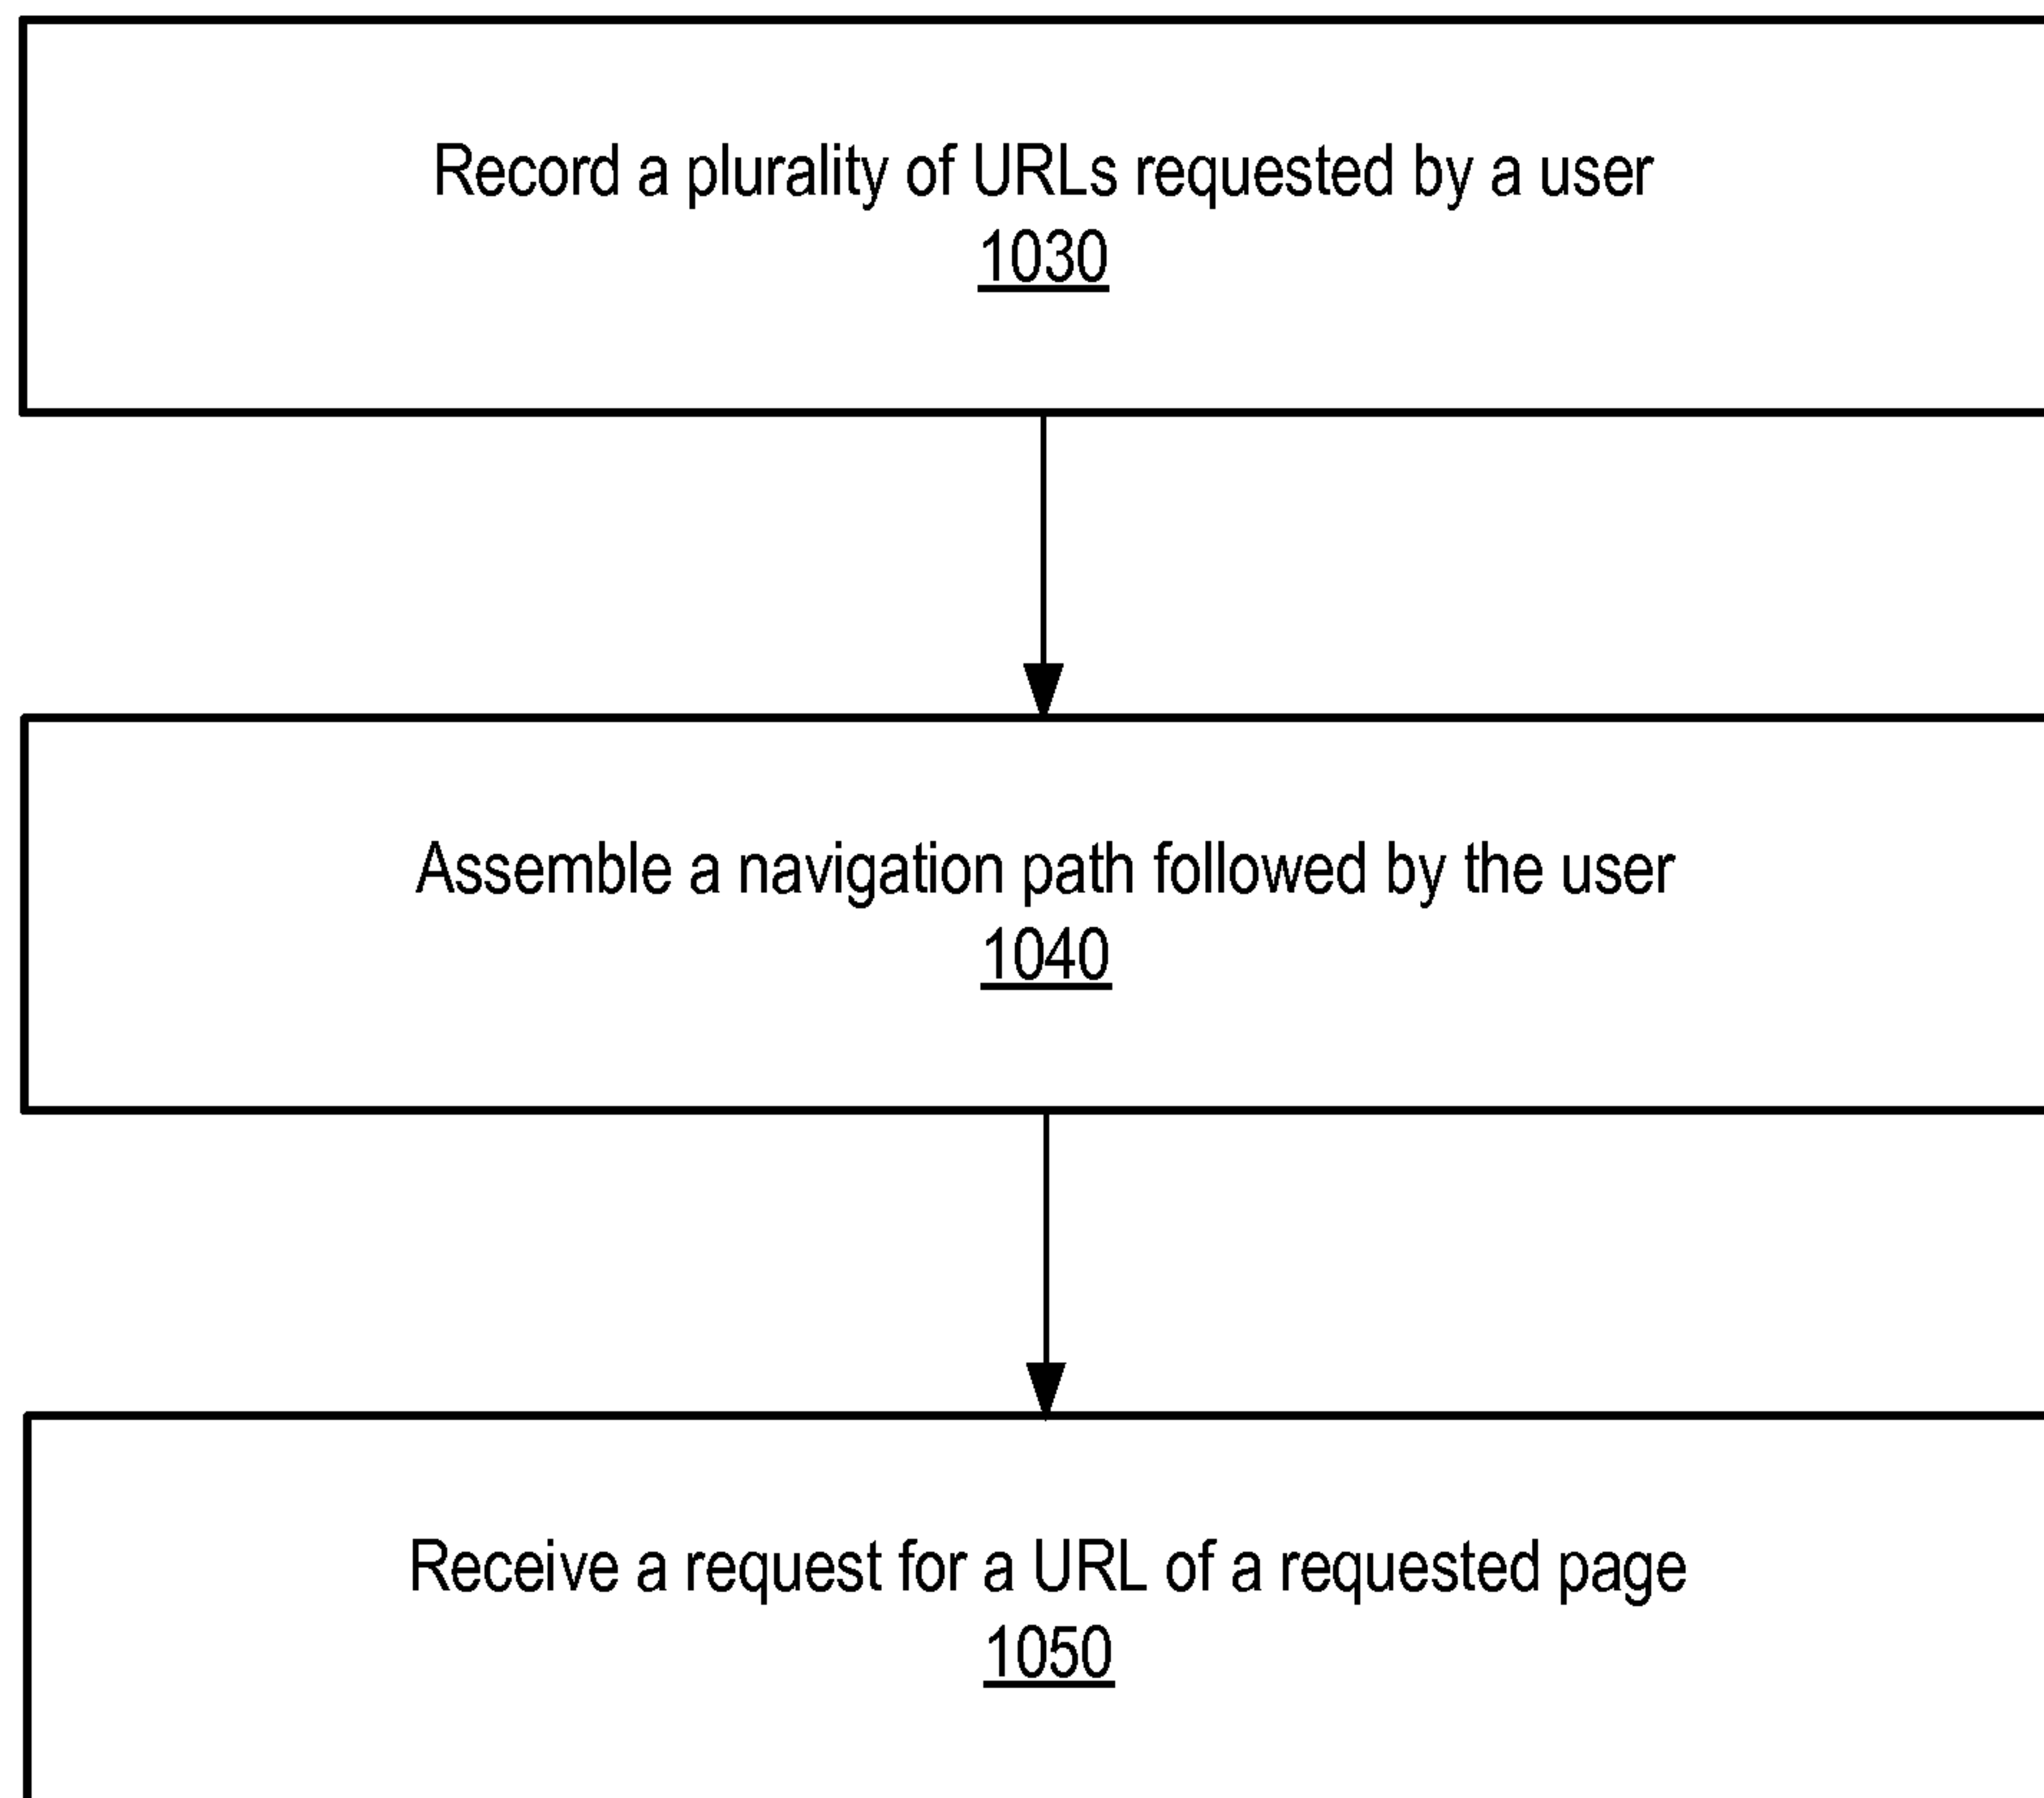 Record a plurality of URLs requested by a user
1030
Assemble a navigation path followed by the user
1040
Receive a request for a URL of a requested page
1050